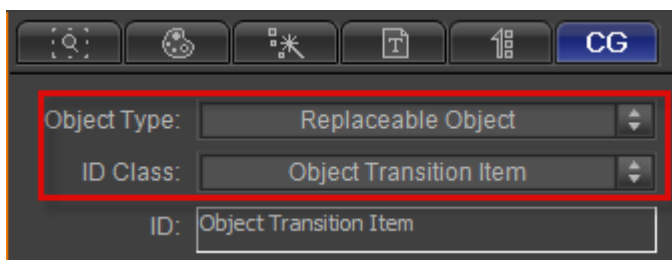 CG
Object Type: Replaceable Object
ID Class: Object Transition Item
ID: Object Transition Item